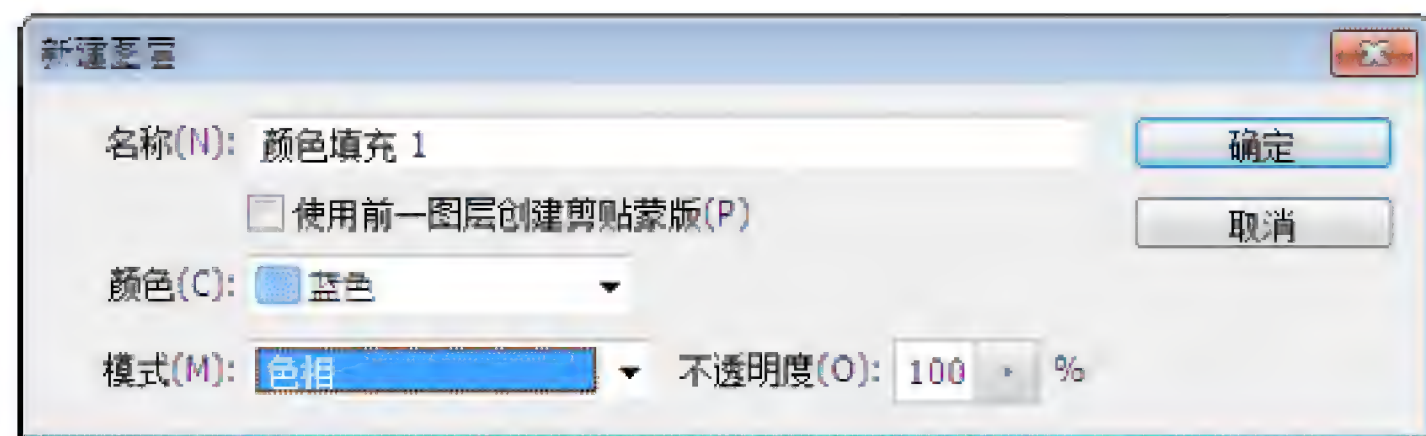 新建图层
名称(N): 颜色填充 1
确定
使用前一图层创建剪贴蒙版(P)
取消
颜色(C): 蓝色
模式(M): 色相 不透明度(O): 100 %